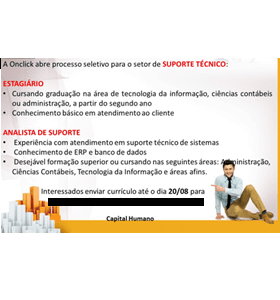 A Onclick abre processo seletivo para o setor de SUPORTE TÉCNICO:
ESTAGIÁRIO
• Cursando graduação na área de tecnologia da informação, ciências contábeis
ou administração, a partir do segundo ano
• Conhecimento básico em atendimento ao cliente
ANALISTA DE SUPORTE
• Experiência com atendimento em suporte técnico de sistemas
• Conhecimento de ERP e banco de dados
• Desejável formação superior ou cursando nas seguintes áreas: Administração,
Ciências Contábeis, Tecnologia da Informação e áreas afins.
Interessados enviar currículo até o dia 20/08 para
Capital Humano